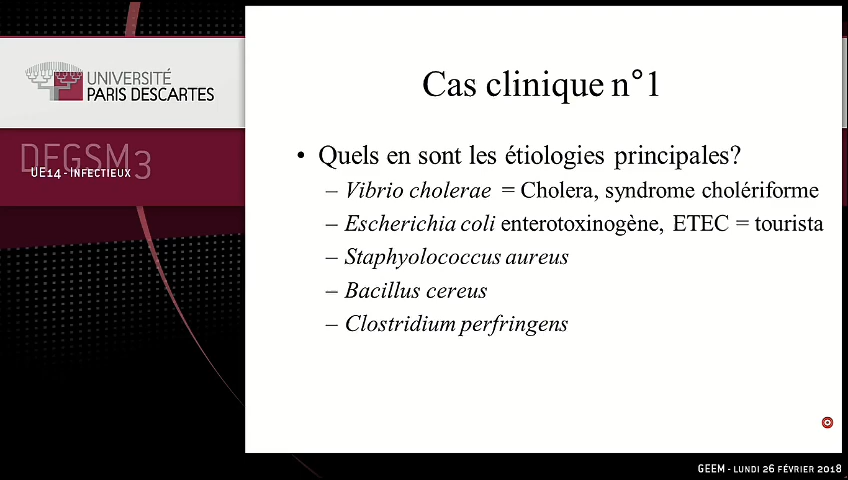 UNIVERSITÉ
PARIS DESCARTES
DFGSM3
UE14 - INFECTIEUX
Cas clinique n°1
• Quels en sont les étiologies principales?
– Vibrio cholerae = Cholera, syndrome cholériforme
– Escherichia coli enterotoxinogène, ETEC = tourista
– Staphyolococcus aureus
– Bacillus cereus
– Clostridium perfringens
GEEM - LUNDI 26 FÉVRIER 2018